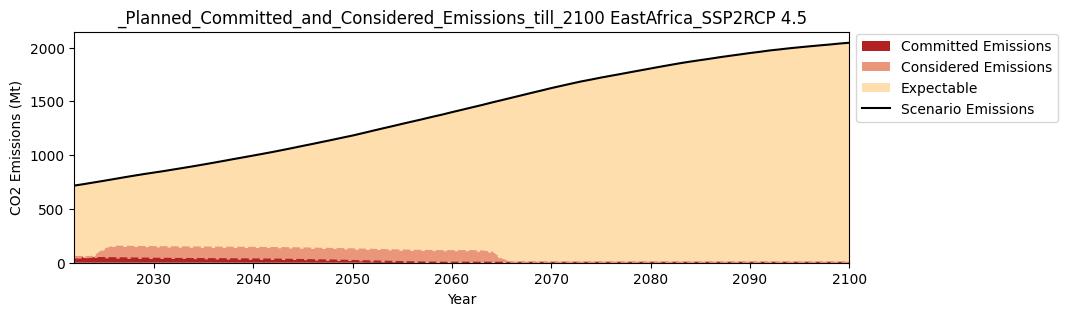 _Planned_Committed_and_Considered_Emissions_till_2100 EastAfrica_SSP2RCP 4.5
CO2 Emissions (Mt)
2000
1500
1000
500
0
2030 2040 2050 2060 2070 2080 2090 2100
Year
Committed Emissions
Considered Emissions
Expectable
Scenario Emissions